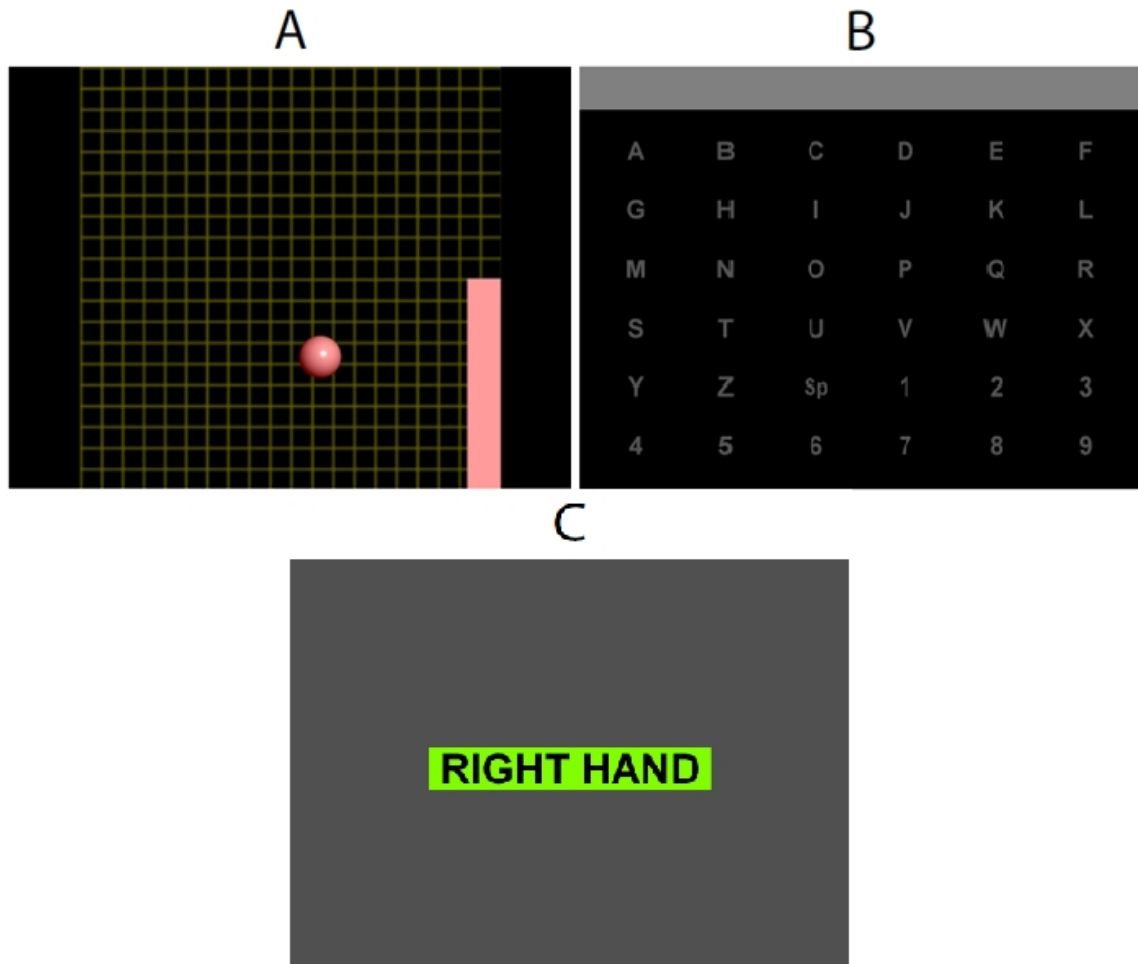 A
B
A B C D E F
G H I J K L
M N O P Q R
S T U V W X
Y Z Sp 1 2 3
4 5 6 7 8 9
C
RIGHT HAND